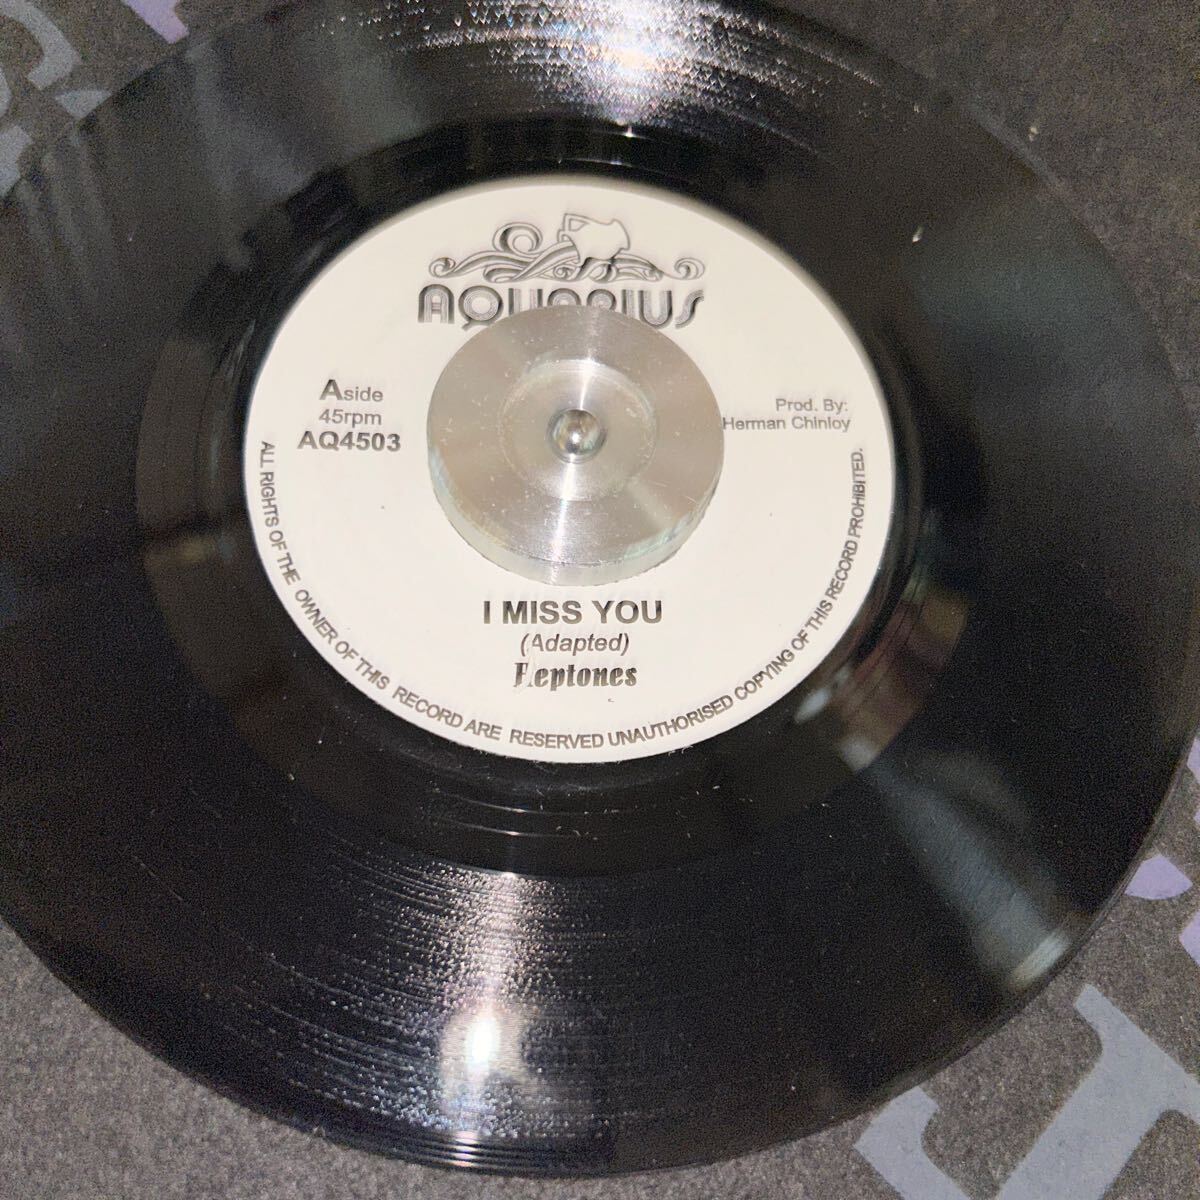 AQUARIUS
Aside
45rpm
AQ4503
Prod. By:
Herman Chinloy
I MISS YOU
(Adapted)
Heptones
ALL RIGHTS OF THE OWNER OF THIS RECORD ARE RESERVED UNAUTHORISED COPYING OF THIS RECORD PROHIBITED.